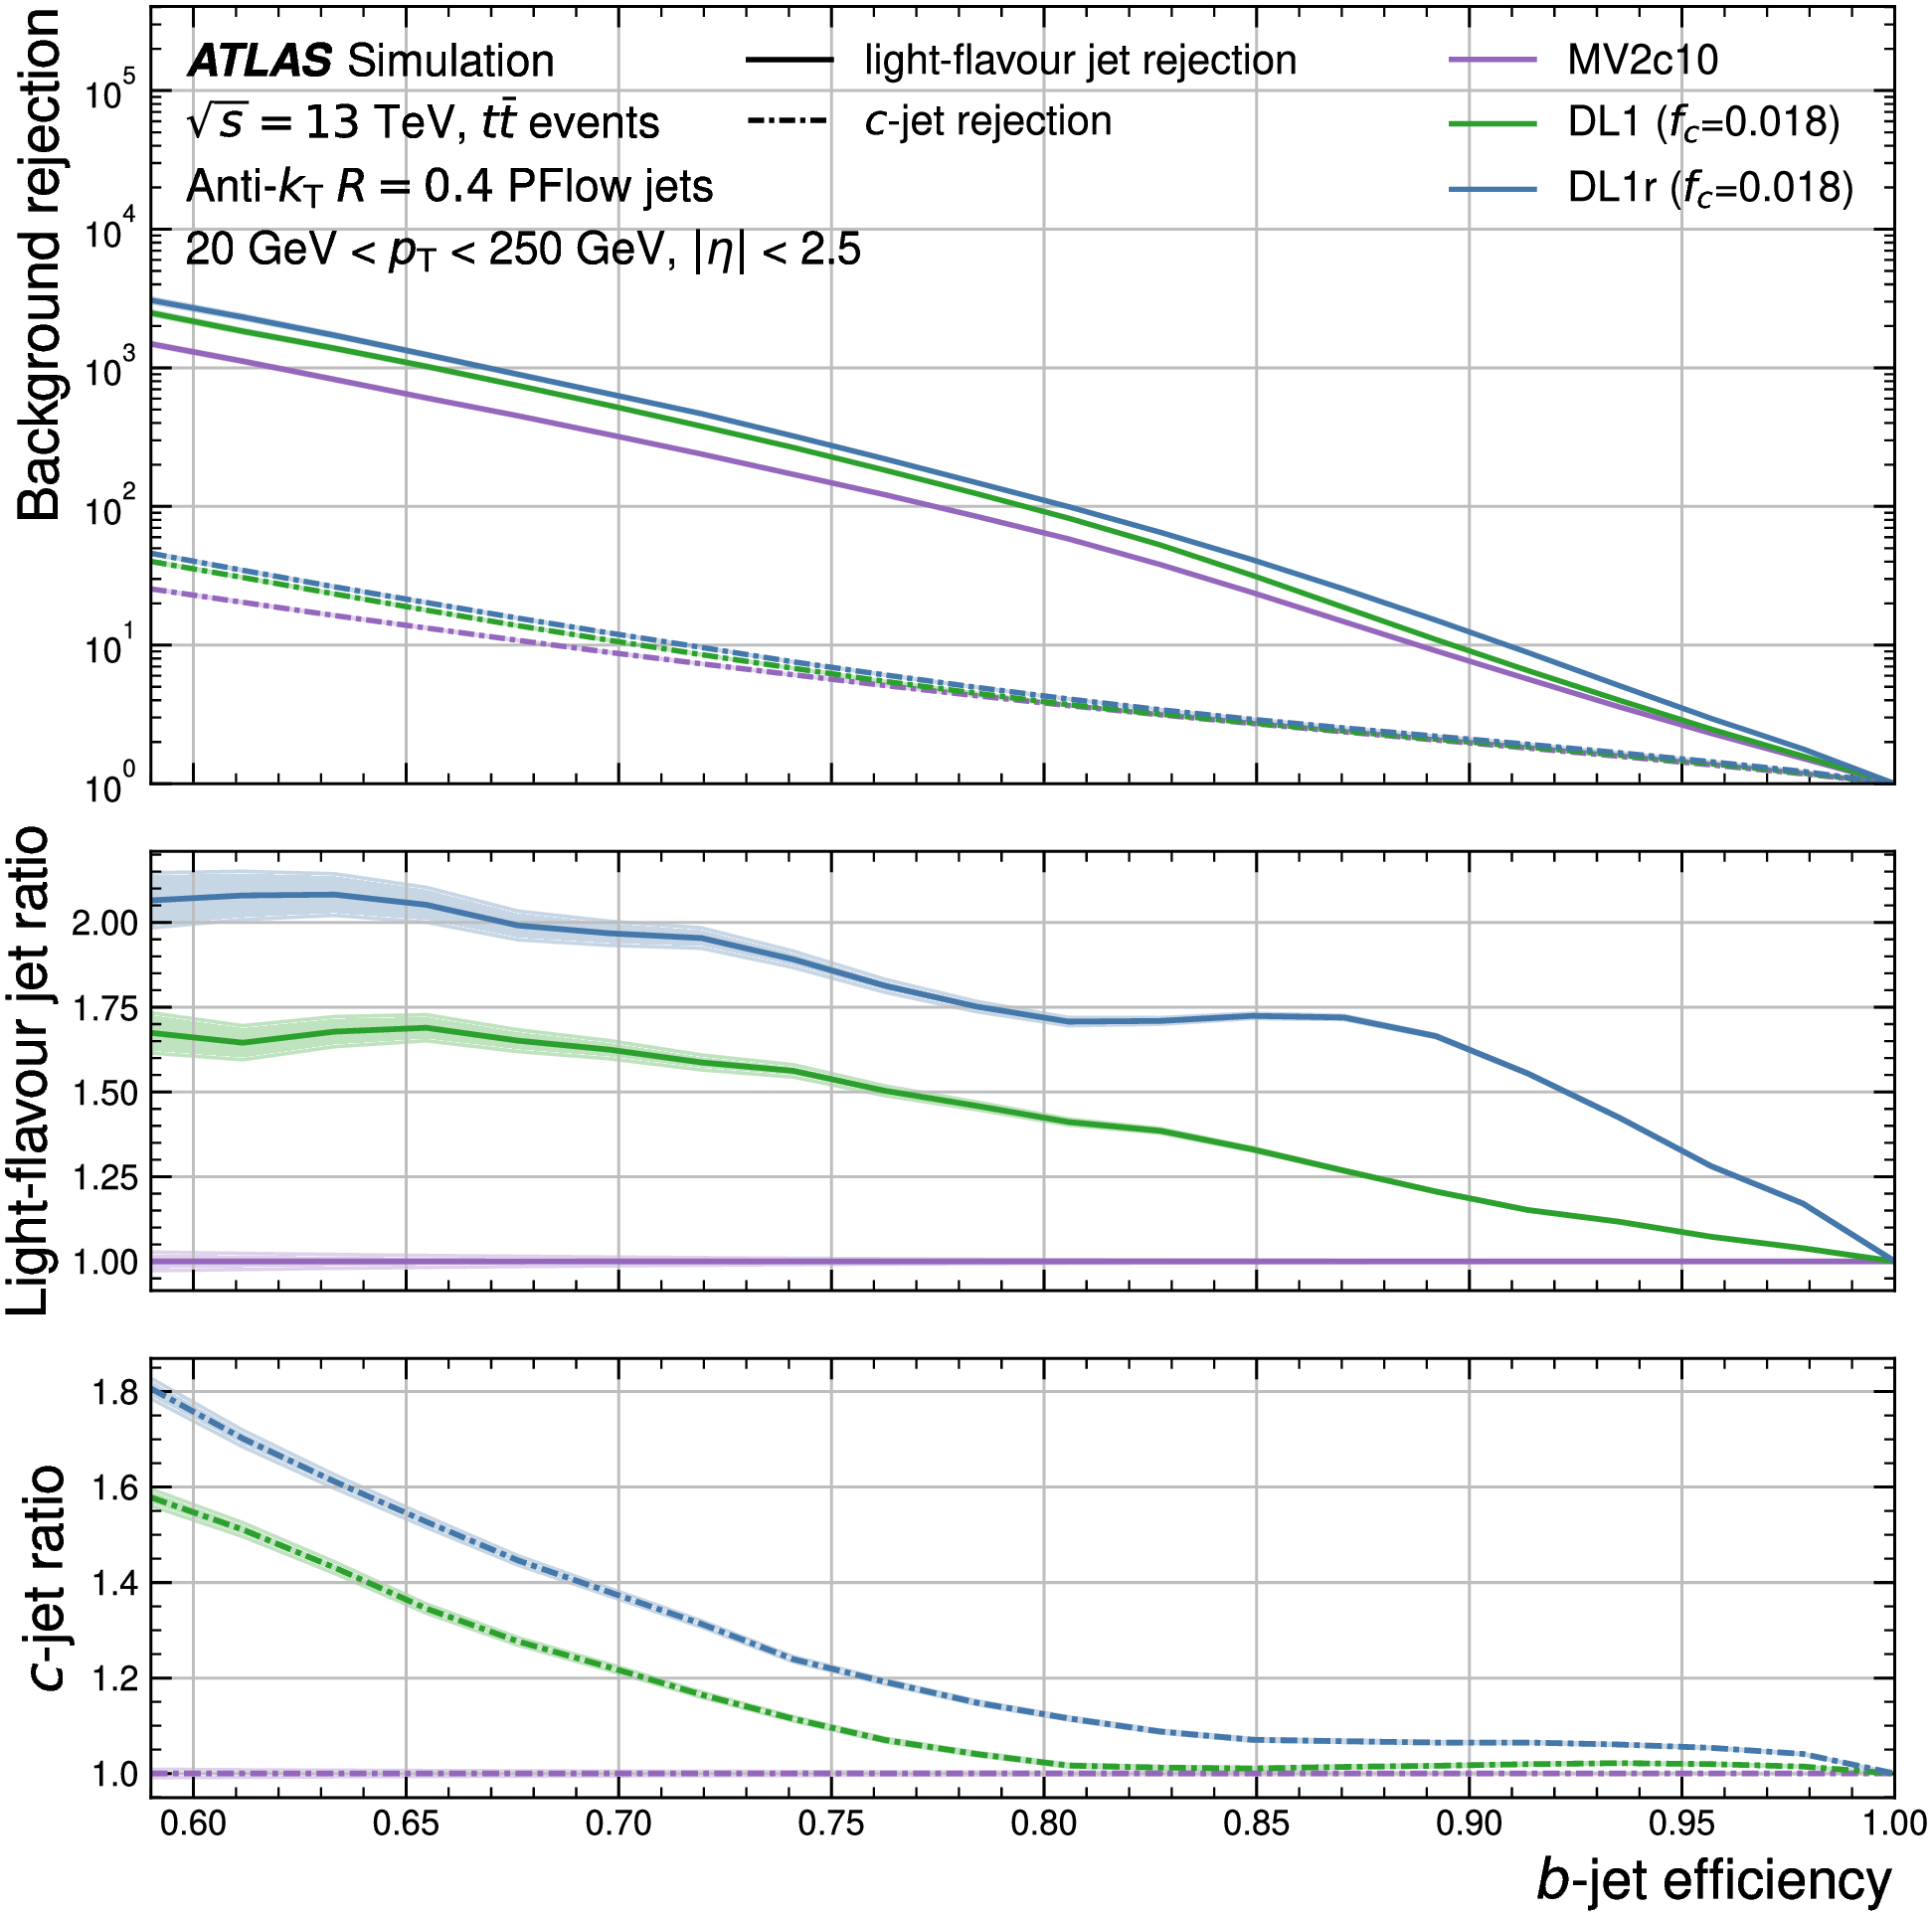 ATLAS Simulation
√s = 13 TeV, tt̄ events
Anti-kT R = 0.4 PFlow jets
20 GeV < pT < 250 GeV, |η| < 2.5
light-flavour jet rejection
c-jet rejection
MV2c10
DL1 (fc=0.018)
DL1r (fc=0.018)
Background rejection
10^5
10^4
10^3
10^2
10^1
10^0
Light-flavour jet ratio
2.00
1.75
1.50
1.25
1.00
c-jet ratio
1.8
1.6
1.4
1.2
1.0
0.60 0.65 0.70 0.75 0.80 0.85 0.90 0.95 1.00
b-jet efficiency